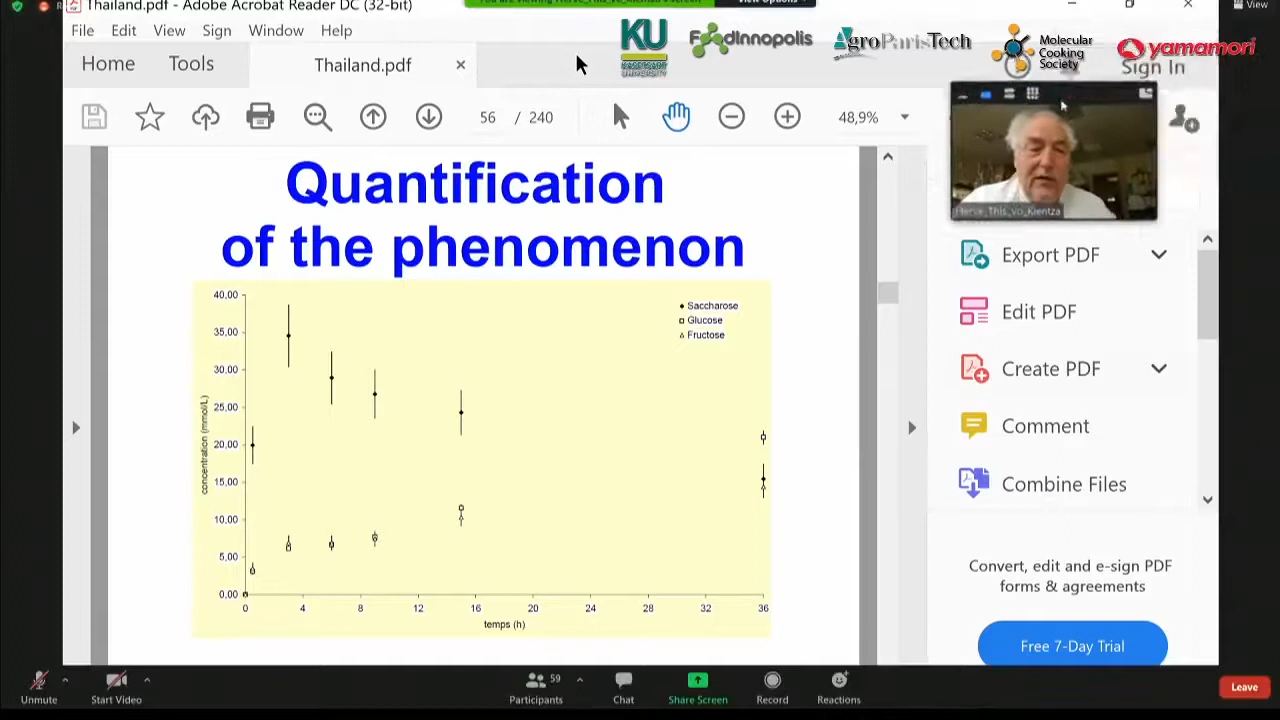 Thailand.pdf - Adobe Acrobat Reader DC (32-bit)
View
File Edit View Sign Window Help
KU
KASETSART
UNIVERSITY
FoodInnopolis
AgroParisTech
Molecular
Cooking
Society
yamamori
Home Tools Thailand.pdf
Sign In
56 / 240
48,9%
Herve_This_vo_Kientza
Quantification
of the phenomenon
Saccharose
Glucose
Fructose
concentration (mmol/L)
40,00
35,00
30,00
25,00
20,00
15,00
10,00
5,00
0,00
0 4 8 12 16 20 24 28 32 36
temps (h)
Export PDF
Edit PDF
Create PDF
Comment
Combine Files
Convert, edit and e-sign PDF
forms & agreements
Free 7-Day Trial
Unmute Start Video Participants 59 Chat Share Screen Record Reactions Leave